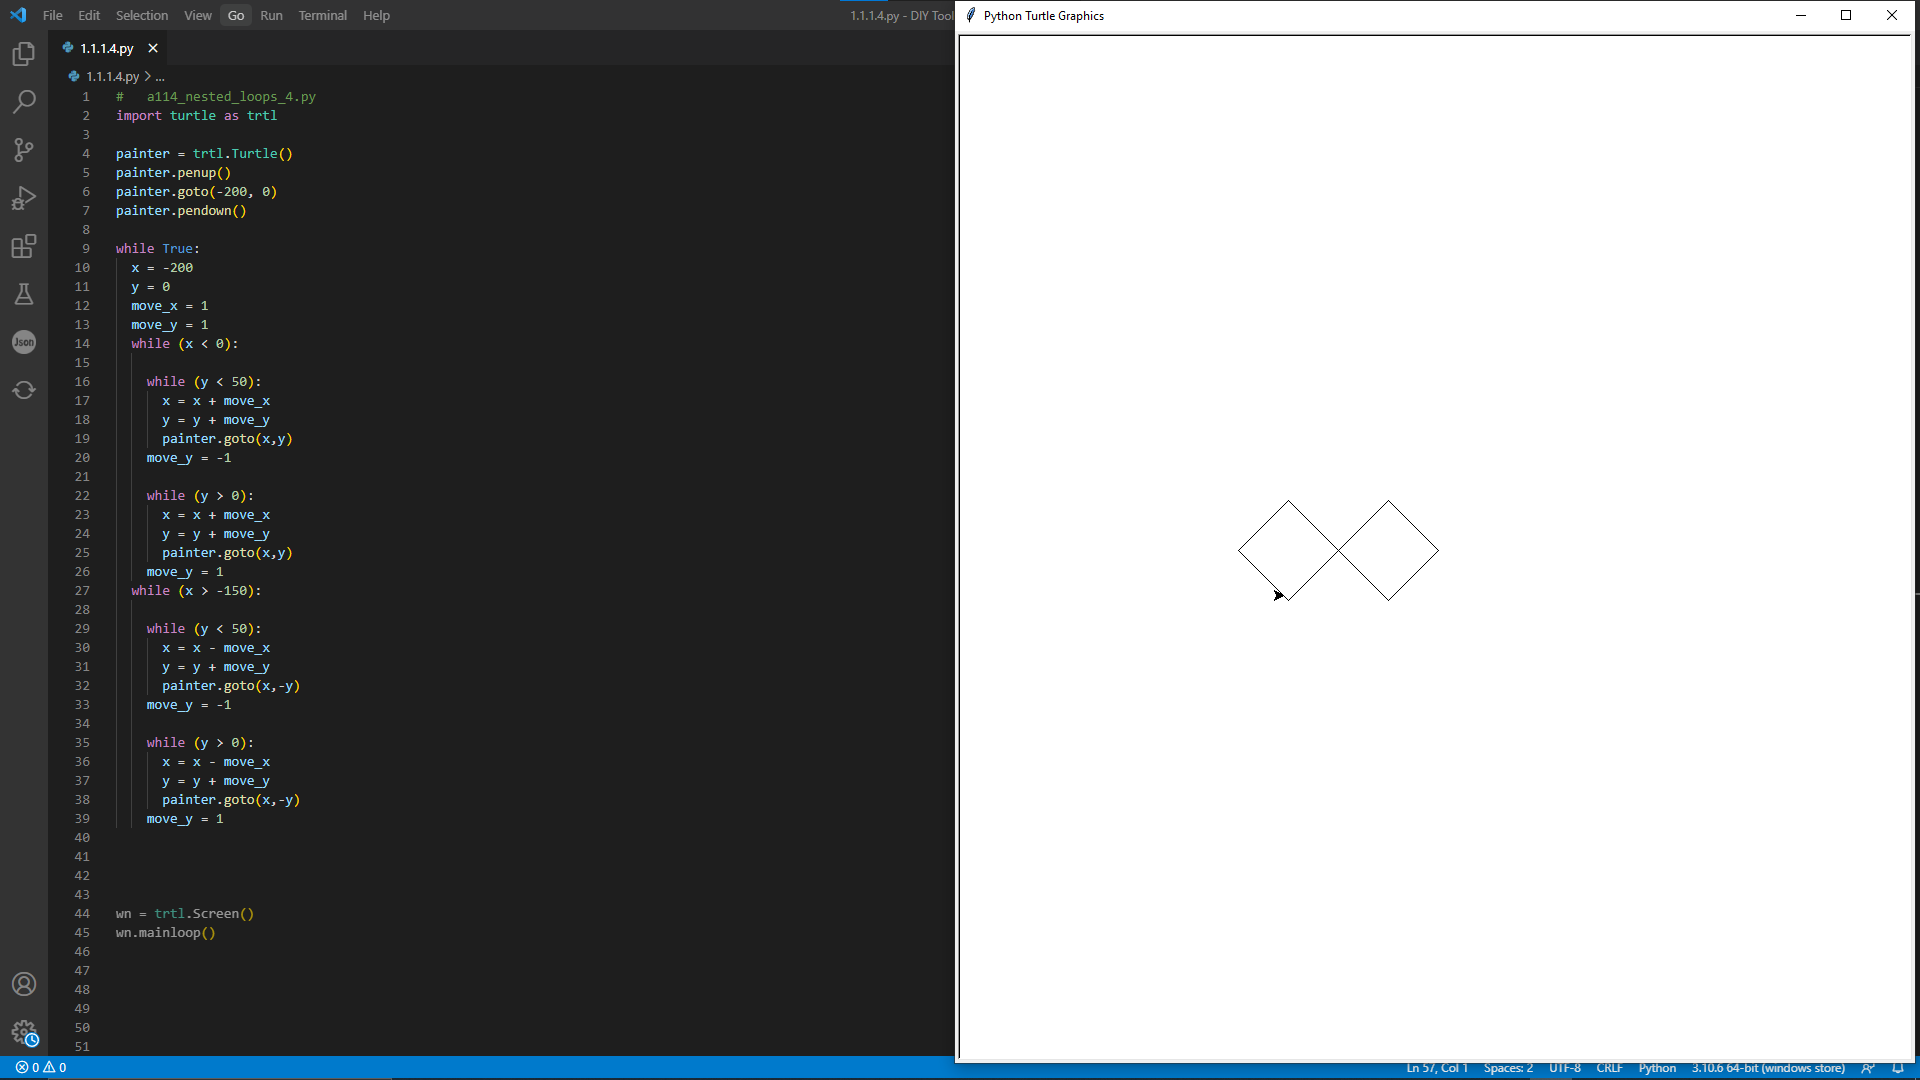 File Edit Selection View Go Run Terminal Help
1.1.1.4.py - DIY Tool
Python Turtle Graphics
1.1.1.4.py
1.1.1.4.py > ...
1 # a114_nested_loops_4.py
2 import turtle as trtl
3
4 painter = trtl.Turtle()
5 painter.penup()
6 painter.goto(-200, 0)
7 painter.pendown()
8
9 while True:
10 x = -200
11 y = 0
12 move_x = 1
13 move_y = 1
14 while (x < 0):
15
16 while (y < 50):
17 x = x + move_x
18 y = y + move_y
19 painter.goto(x,y)
20 move_y = -1
21
22 while (y > 0):
23 x = x + move_x
24 y = y + move_y
25 painter.goto(x,y)
26 move_y = 1
27 while (x > -150):
28
29 while (y < 50):
30 x = x - move_x
31 y = y + move_y
32 painter.goto(x,-y)
33 move_y = -1
34
35 while (y > 0):
36 x = x - move_x
37 y = y + move_y
38 painter.goto(x,-y)
39 move_y = 1
40
41
42
43
44 wn = trtl.Screen()
45 wn.mainloop()
46
47
48
49
50
51
Json
0 0
Ln 57, Col 1 Spaces: 2 UTF-8 CRLF Python 3.10.6 64-bit (windows store)